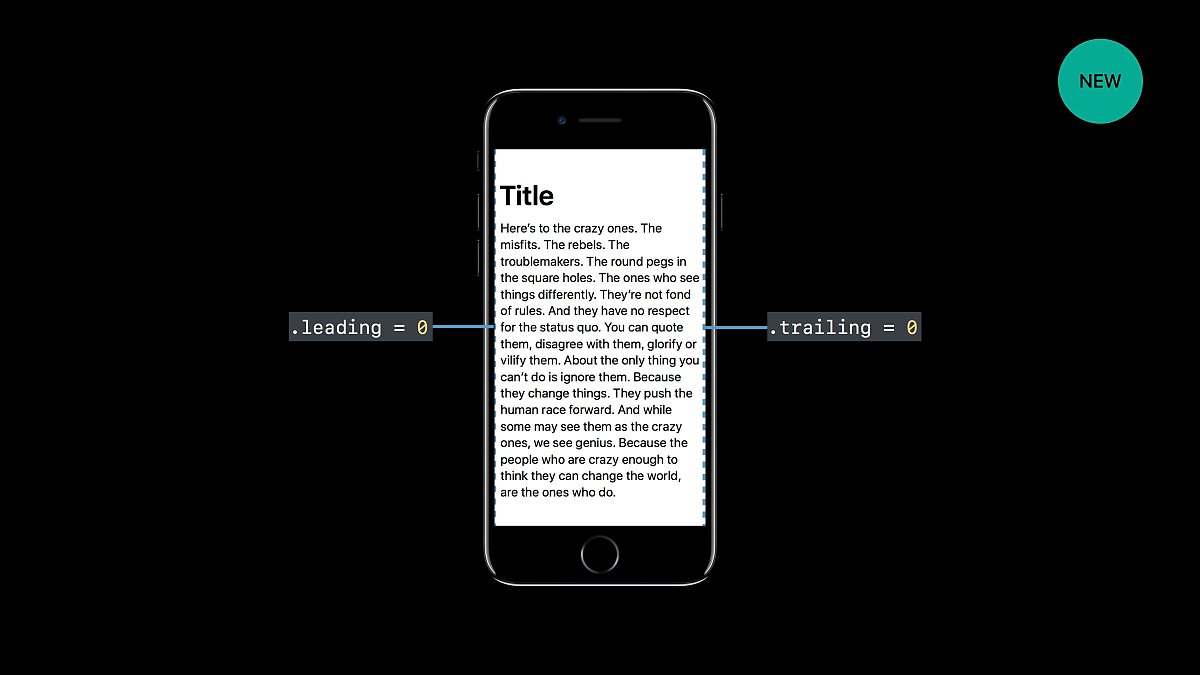 NEW
Title
Here’s to the crazy ones. The
misfits. The rebels. The
troublemakers. The round pegs in
the square holes. The ones who see
things differently. They’re not fond
of rules. And they have no respect
for the status quo. You can quote
them, disagree with them, glorify or
vilify them. About the only thing you
can’t do is ignore them. Because
they change things. They push the
human race forward. And while
some may see them as the crazy
ones, we see genius. Because the
people who are crazy enough to
think they can change the world,
are the ones who do.
.leading = 0
.trailing = 0